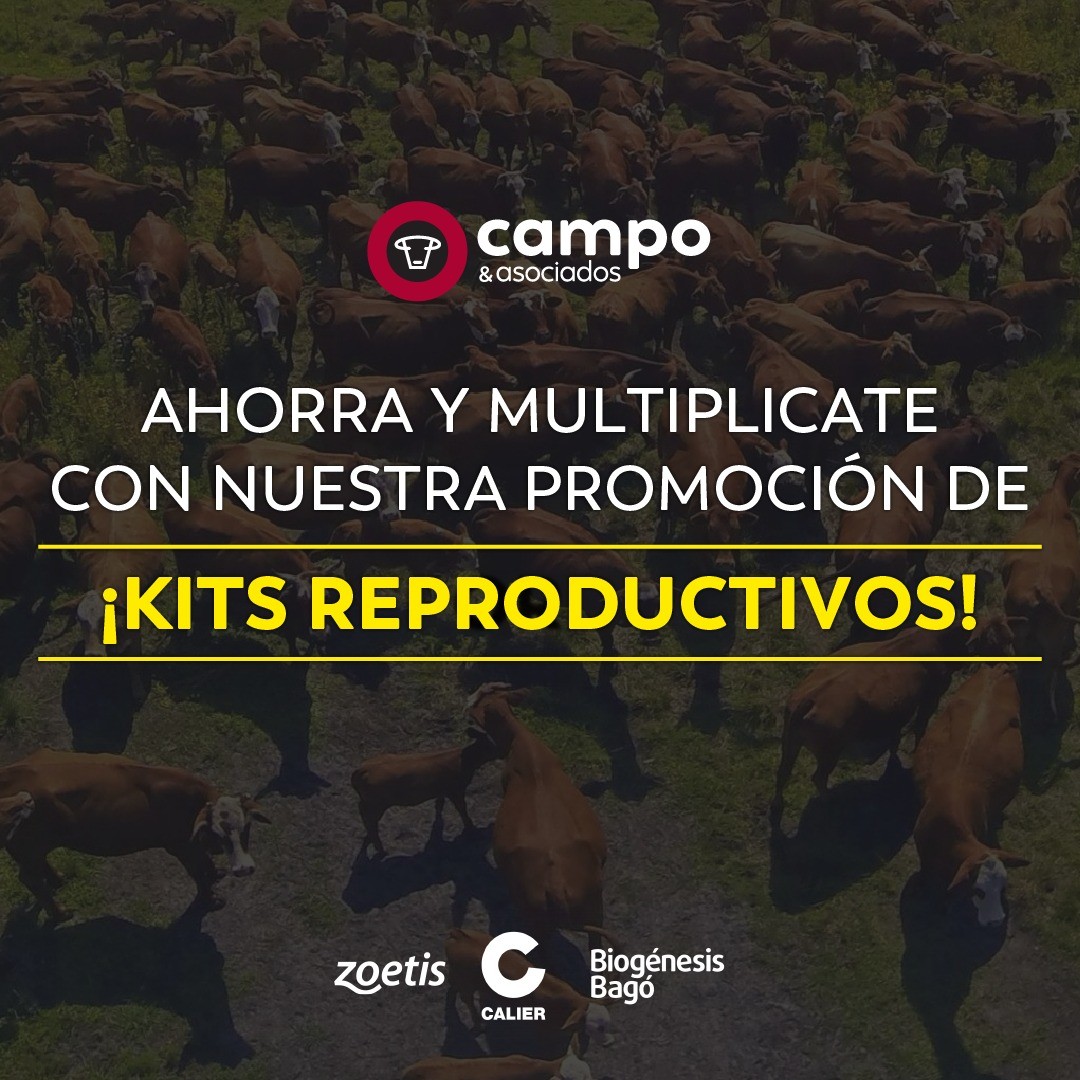 campo
& asociados
AHORRA Y MULTIPLICATE
CON NUESTRA PROMOCIÓN DE
¡KITS REPRODUCTIVOS!
zoetis
CALIER
Biogénesis
Bagó